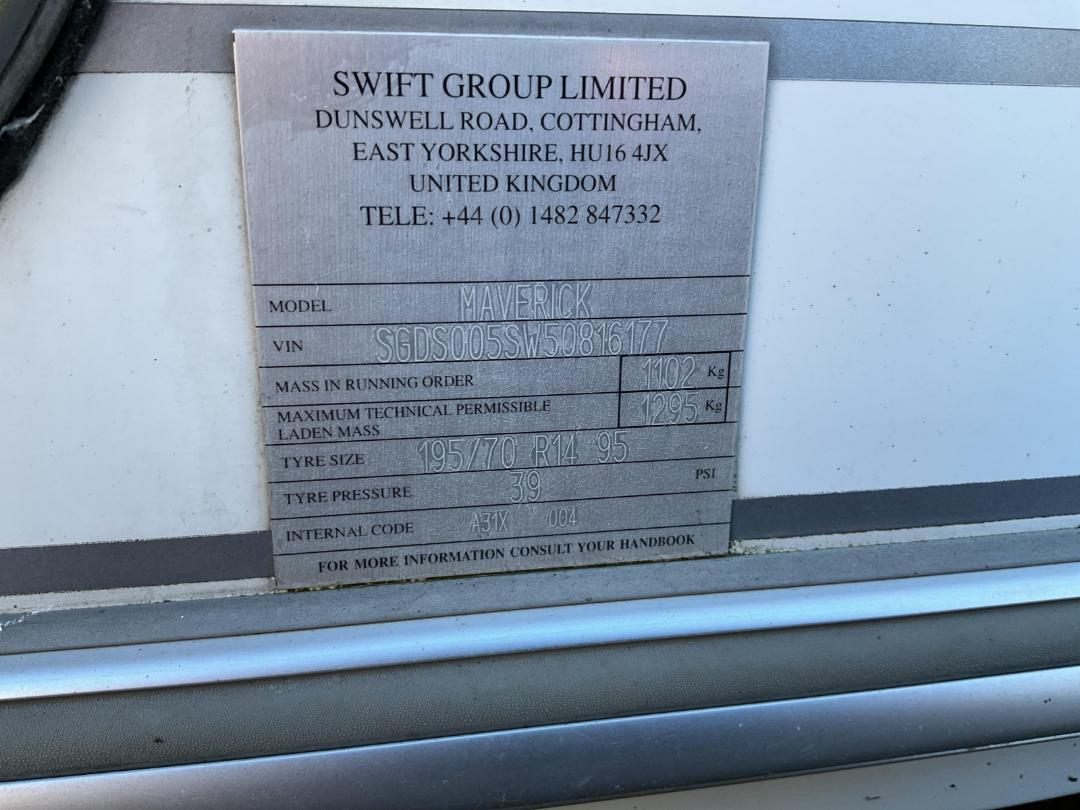 SWIFT GROUP LIMITED
DUNSWELL ROAD, COTTINGHAM,
EAST YORKSHIRE, HU16 4JX
UNITED KINGDOM
TELE: +44 (0) 1482 847332
MODEL MAVERICK
VIN SGDS005SW50816177
MASS IN RUNNING ORDER 1102 Kg
MAXIMUM TECHNICAL PERMISSIBLE
LADEN MASS 1295 Kg
TYRE SIZE 195/70 R14 95
TYRE PRESSURE 39 PSI
INTERNAL CODE A31X 004
FOR MORE INFORMATION CONSULT YOUR HANDBOOK